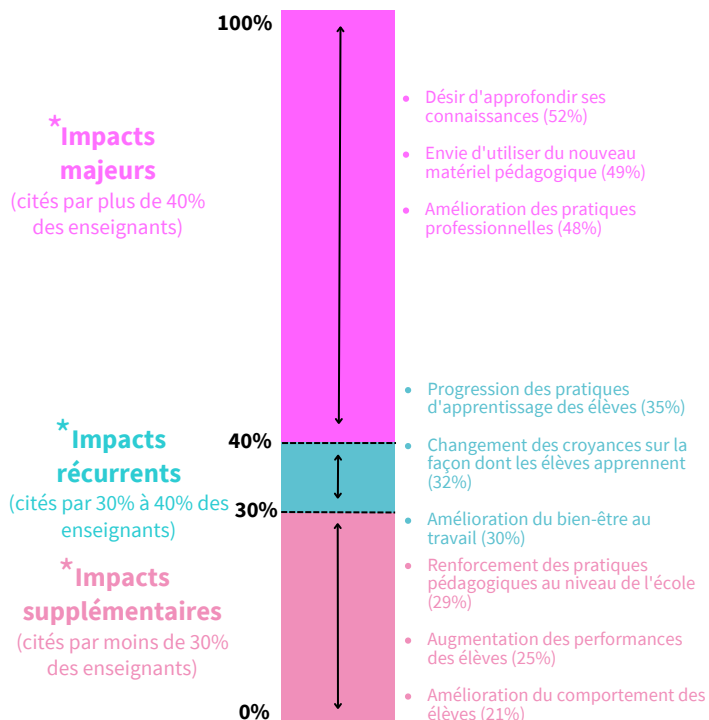 100%
*Impacts
majeurs
(cités par plus de 40%
des enseignants)
• Désir d'approfondir ses
connaissances (52%)
• Envie d'utiliser du nouveau
matériel pédagogique (49%)
• Amélioration des pratiques
professionnelles (48%)
40%
*Impacts
récurrents
(cités par 30% à 40% des
enseignants)
• Progression des pratiques
d'apprentissage des élèves (35%)
• Changement des croyances sur la
façon dont les élèves apprennent
(32%)
• Amélioration du bien-être au
travail (30%)
30%
*Impacts
supplémentaires
(cités par moins de 30%
des enseignants)
• Renforcement des pratiques
pédagogiques au niveau de l'école
(29%)
• Augmentation des performances
des élèves (25%)
• Amélioration du comportement des
élèves (21%)
0%